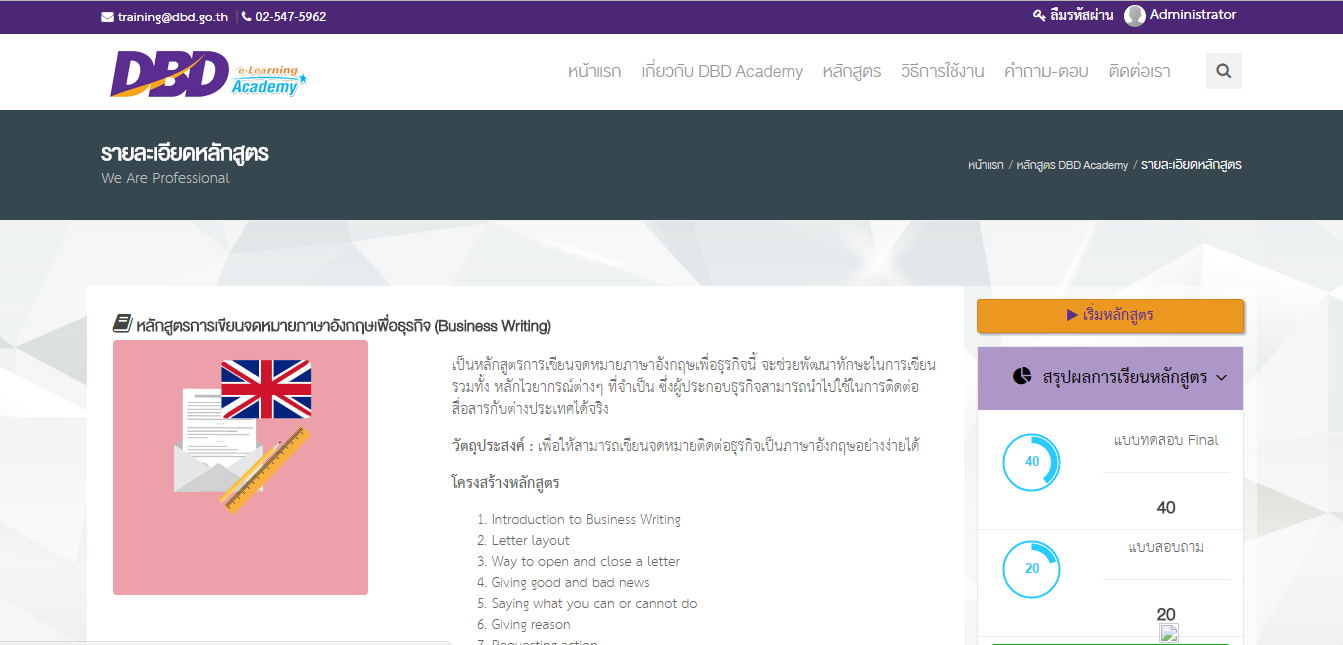 training@dbd.go.th | 02-547-5962
ลืมรหัสผ่าน Administrator
DBD e-Learning Academy
หน้าแรก เกี่ยวกับ DBD Academy หลักสูตร วิธีการใช้งาน คำถาม-ตอบ ติดต่อเรา
รายละเอียดหลักสูตร
We Are Professional
หน้าแรก / หลักสูตร DBD Academy / รายละเอียดหลักสูตร
หลักสูตรการเขียนจดหมายภาษาอังกฤษเพื่อธุรกิจ (Business Writing)
เป็นหลักสูตรการเขียนจดหมายภาษาอังกฤษเพื่อธุรกิจนี้ จะช่วยพัฒนาทักษะในการเขียน
รวมทั้ง หลักไวยากรณ์ต่างๆ ที่จำเป็น ซึ่งผู้ประกอบธุรกิจสามารถนำไปใช้ในการติดต่อ
สื่อสารกับต่างประเทศได้จริง
วัตถุประสงค์ : เพื่อให้สามารถเขียนจดหมายติดต่อธุรกิจเป็นภาษาอังกฤษอย่างง่ายได้
โครงสร้างหลักสูตร
1. Introduction to Business Writing
2. Letter layout
3. Way to open and close a letter
4. Giving good and bad news
5. Saying what you can or cannot do
6. Giving reason
7. Requesting action
เริ่มหลักสูตร
สรุปผลการเรียนหลักสูตร
40
แบบทดสอบ Final
40
20
แบบสอบถาม
20